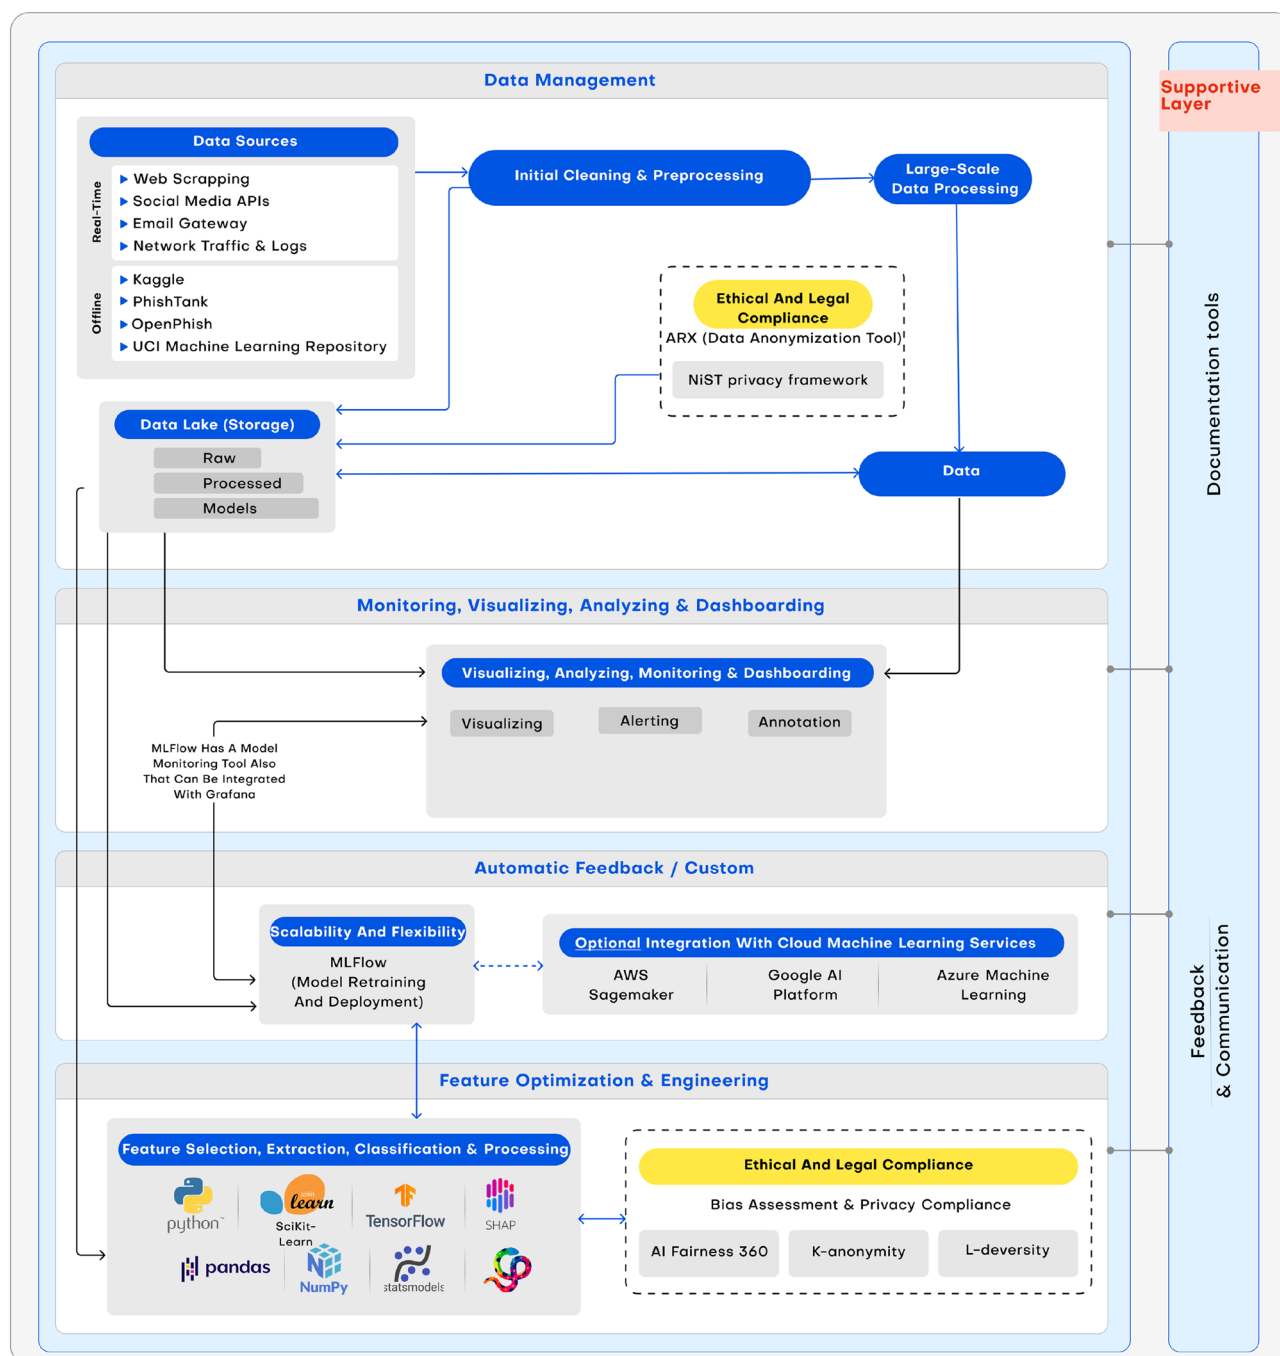 Data Management
Supportive
Layer
Data Sources
Real-Time
Web Scrapping
Social Media APIs
Email Gateway
Network Traffic & Logs
Offline
Kaggle
PhishTank
OpenPhish
UCI Machine Learning Repository
Initial Cleaning & Preprocessing
Large-Scale
Data Processing
Ethical And Legal
Compliance
ARX (Data Anonymization Tool)
NiST privacy framework
Data Lake (Storage)
Raw
Processed
Models
Data
Documentation tools
Monitoring, Visualizing, Analyzing & Dashboarding
Visualizing, Analyzing, Monitoring & Dashboarding
Visualizing
Alerting
Annotation
MLFlow Has A Model
Monitoring Tool Also
That Can Be Integrated
With Grafana
Automatic Feedback / Custom
Scalability And Flexibility
MLFlow
(Model Retraining
And Deployment)
Optional Integration With Cloud Machine Learning Services
AWS
Sagemaker
Google AI
Platform
Azure Machine
Learning
Feedback
& Communication
Feature Optimization & Engineering
Feature Selection, Extraction, Classification & Processing
python™
scikit
learn
SciKit-
Learn
TensorFlow
SHAP
pandas
NumPy
statsmodels
Ethical And Legal Compliance
Bias Assessment & Privacy Compliance
AI Fairness 360
K-anonymity
L-deversity